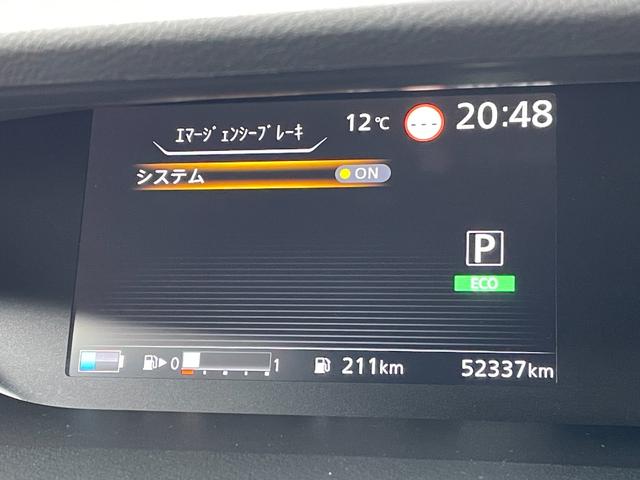 エマージェンシーブレーキ 12℃ --- 20:48
システム ON
P
ECO
0 1 211km 52337km